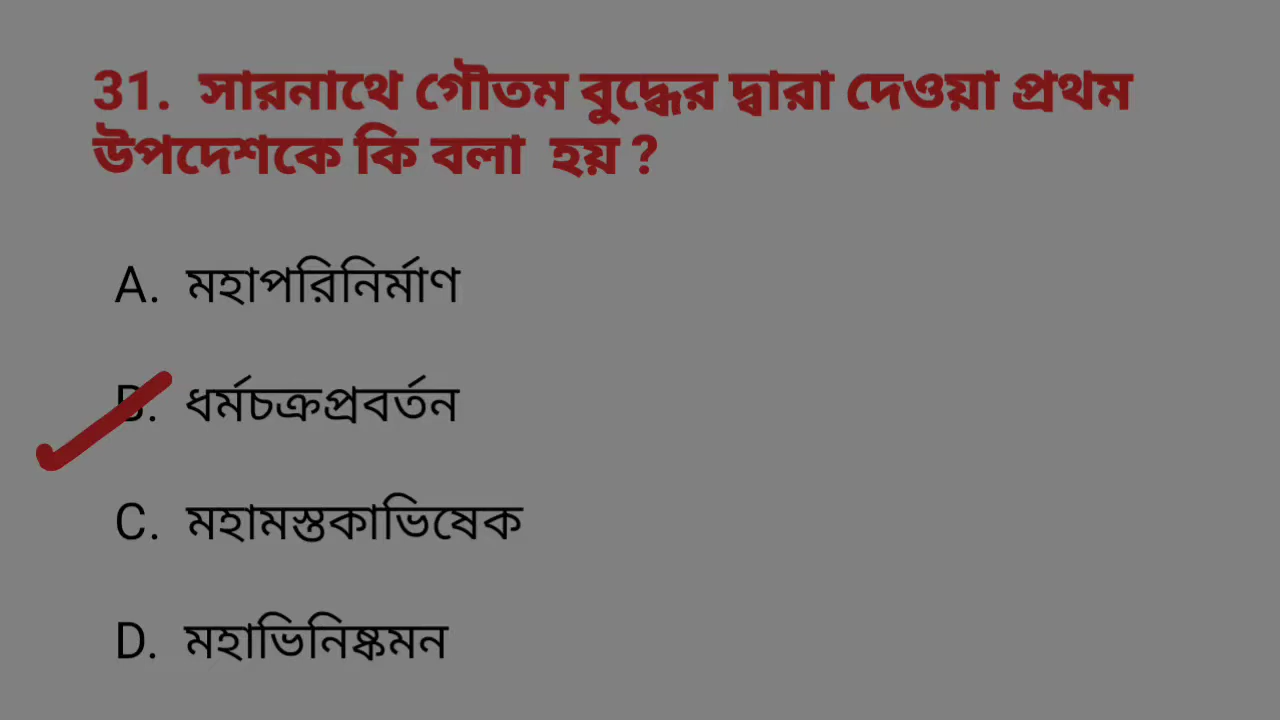 31. সারনাথে গৌতম বুদ্ধের দ্বারা দেওয়া প্রথম
উপদেশকে কি বলা হয় ?
A. মহাপরিনির্মাণ
B. ধর্মচক্রপ্রবর্তন
C. মহামস্তকাভিষেক
D. মহাভিনিষ্কমন